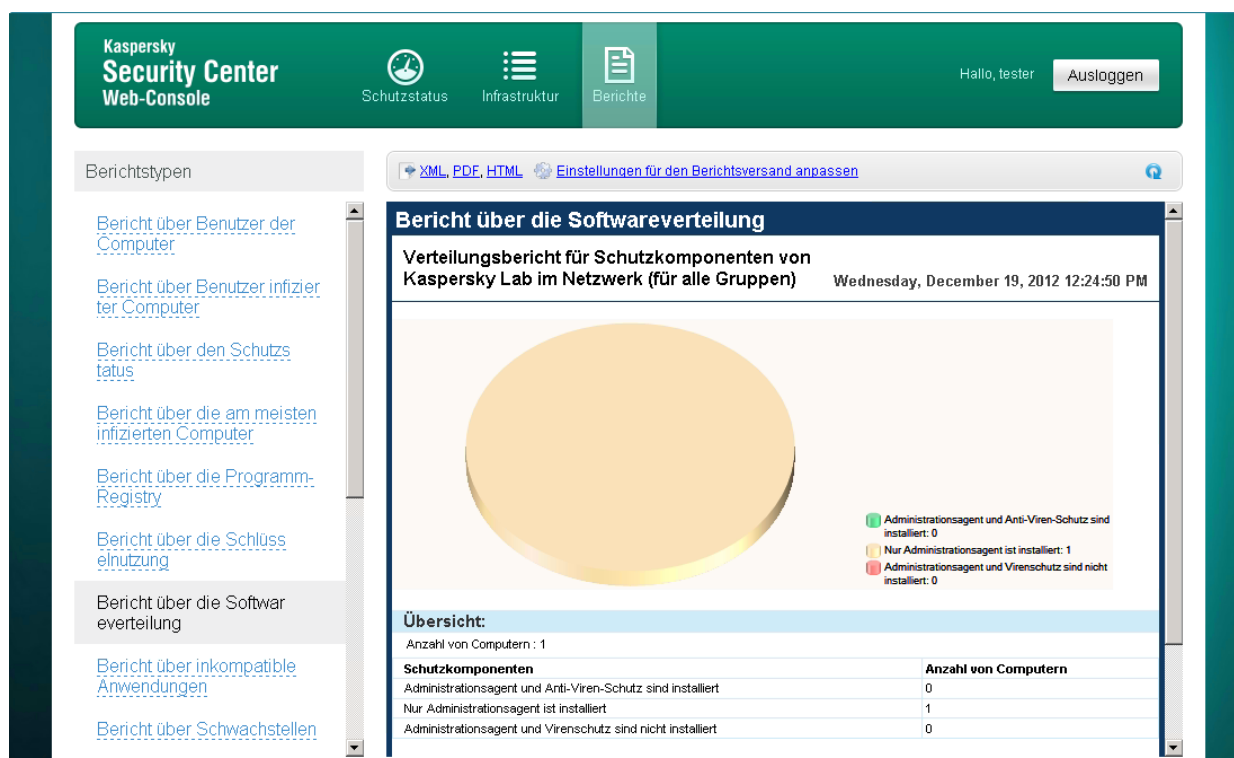 Kaspersky
Security Center
Web-Console
Schutzstatus
Infrastruktur
Berichte
Hallo, tester
Ausloggen
Berichtstypen
XML, PDF, HTML
Einstellungen für den Berichtsversand anpassen
Bericht über Benutzer der
Computer
Bericht über Benutzer infizier
ter Computer
Bericht über den Schutzs
tatus
Bericht über die am meisten
infizierten Computer
Bericht über die Programm-
Registry
Bericht über die Schlüss
elnutzung
Bericht über die Softwar
everteilung
Bericht über inkompatible
Anwendungen
Bericht über Schwachstellen
Bericht über die Softwareverteilung
Verteilungsbericht für Schutzkomponenten von
Kaspersky Lab im Netzwerk (für alle Gruppen)
Wednesday, December 19, 2012 12:24:50 PM
Administrationsagent und Anti-Viren-Schutz sind
installiert: 0
Nur Administrationsagent ist installiert: 1
Administrationsagent und Virenschutz sind nicht
installiert: 0
Übersicht:
Anzahl von Computern : 1
Schutzkomponenten Anzahl von Computern
Administrationsagent und Anti-Viren-Schutz sind installiert 0
Nur Administrationsagent ist installiert 1
Administrationsagent und Virenschutz sind nicht installiert 0